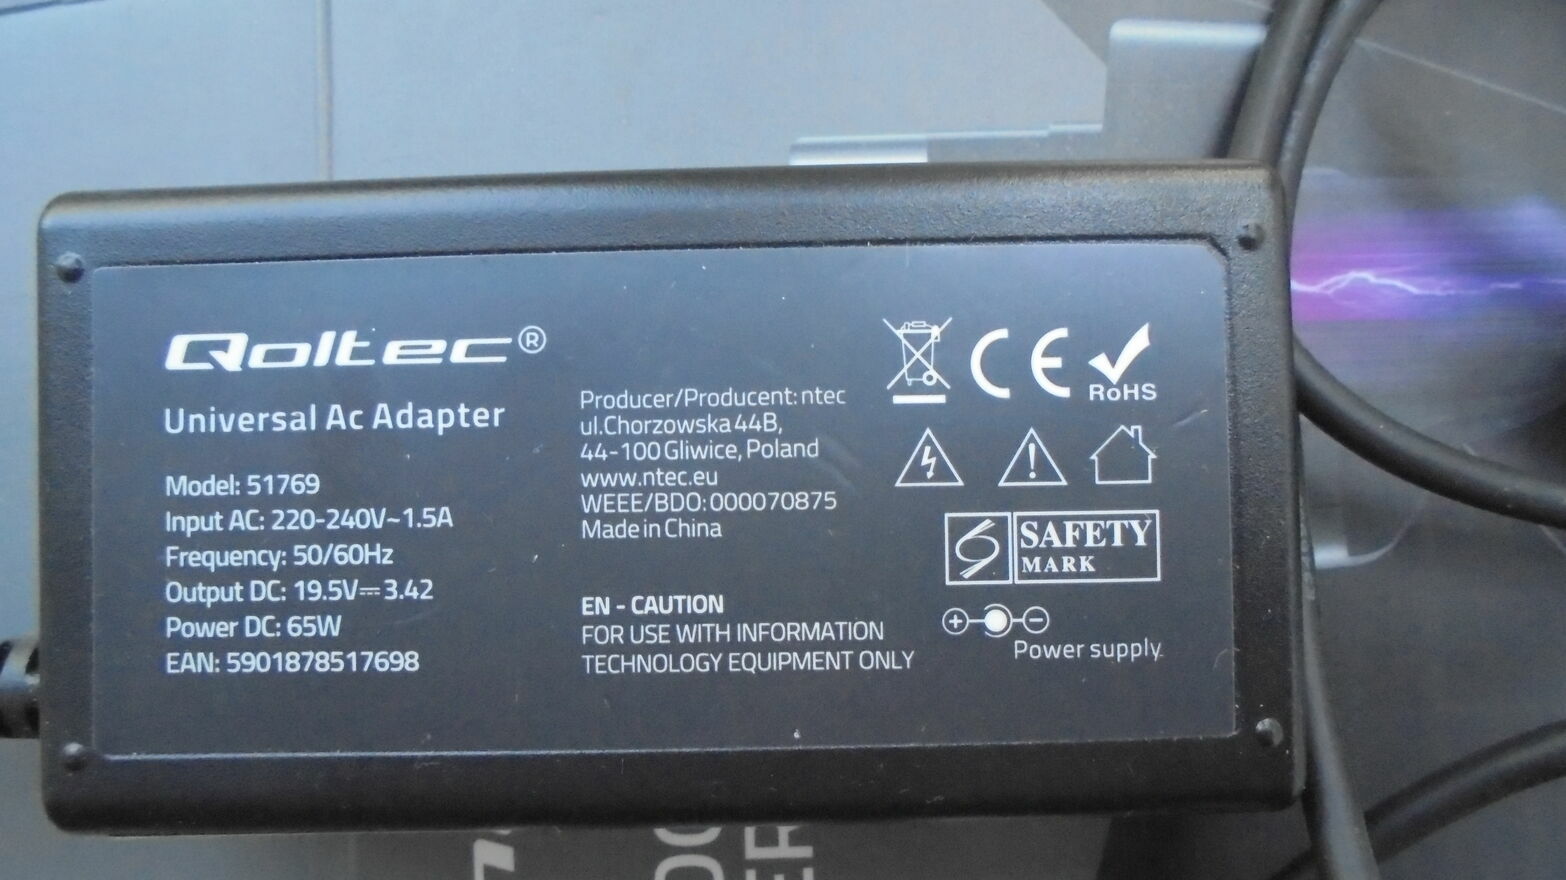 Qoltec®
Universal Ac Adapter
Model: 51769
Input AC: 220-240V~1.5A
Frequency: 50/60Hz
Output DC: 19.5V⎓3.42
Power DC: 65W
EAN: 5901878517698
Producer/Producent: ntec
ul.Chorzowska 44B,
44-100 Gliwice, Poland
www.ntec.eu
WEEE/BDO: 000070875
Made in China
EN - CAUTION
FOR USE WITH INFORMATION
TECHNOLOGY EQUIPMENT ONLY
CE
RoHS
SAFETY
MARK
Power supply